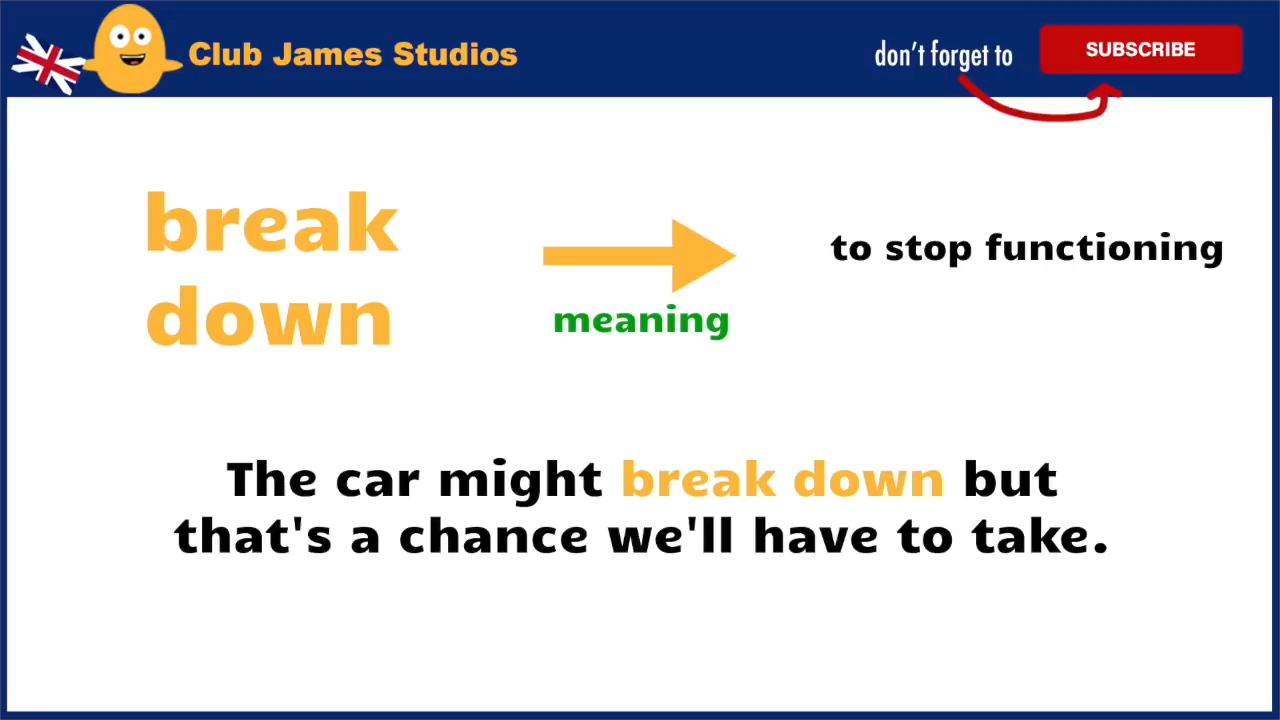 Club James Studios
don't forget to
SUBSCRIBE
break
down
meaning
to stop functioning
The car might break down but
that's a chance we'll have to take.